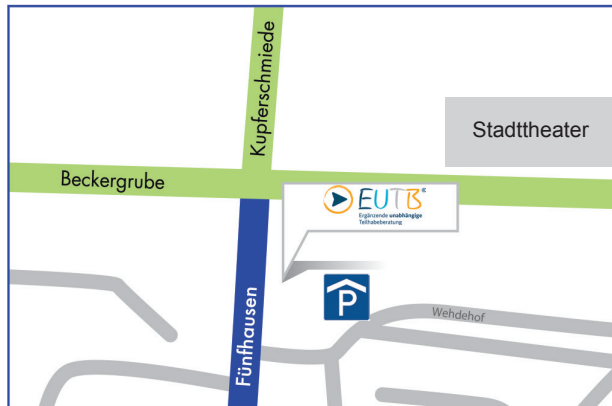 Kupferschmiede
Stadttheater
Beckergrube
EUTB®
Ergänzende unabhängige
Teilhabeberatung
P
Wehdehof
Fünfhausen